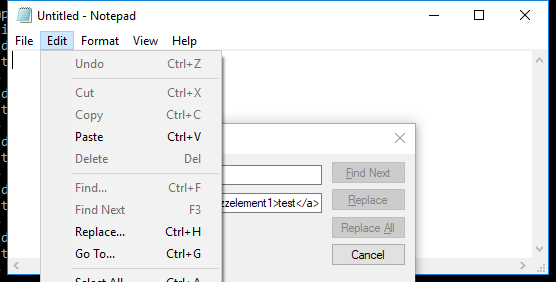 Untitled - Notepad
File Edit Format View Help
Undo Ctrl+Z
Cut Ctrl+X
Copy Ctrl+C
Paste Ctrl+V
Delete Del
Find... Ctrl+F
Find Next F3
Replace... Ctrl+H
Go To... Ctrl+G
Select All Ctrl+A
Find Next
zzelement1>test</a>
Replace
Replace All
Cancel